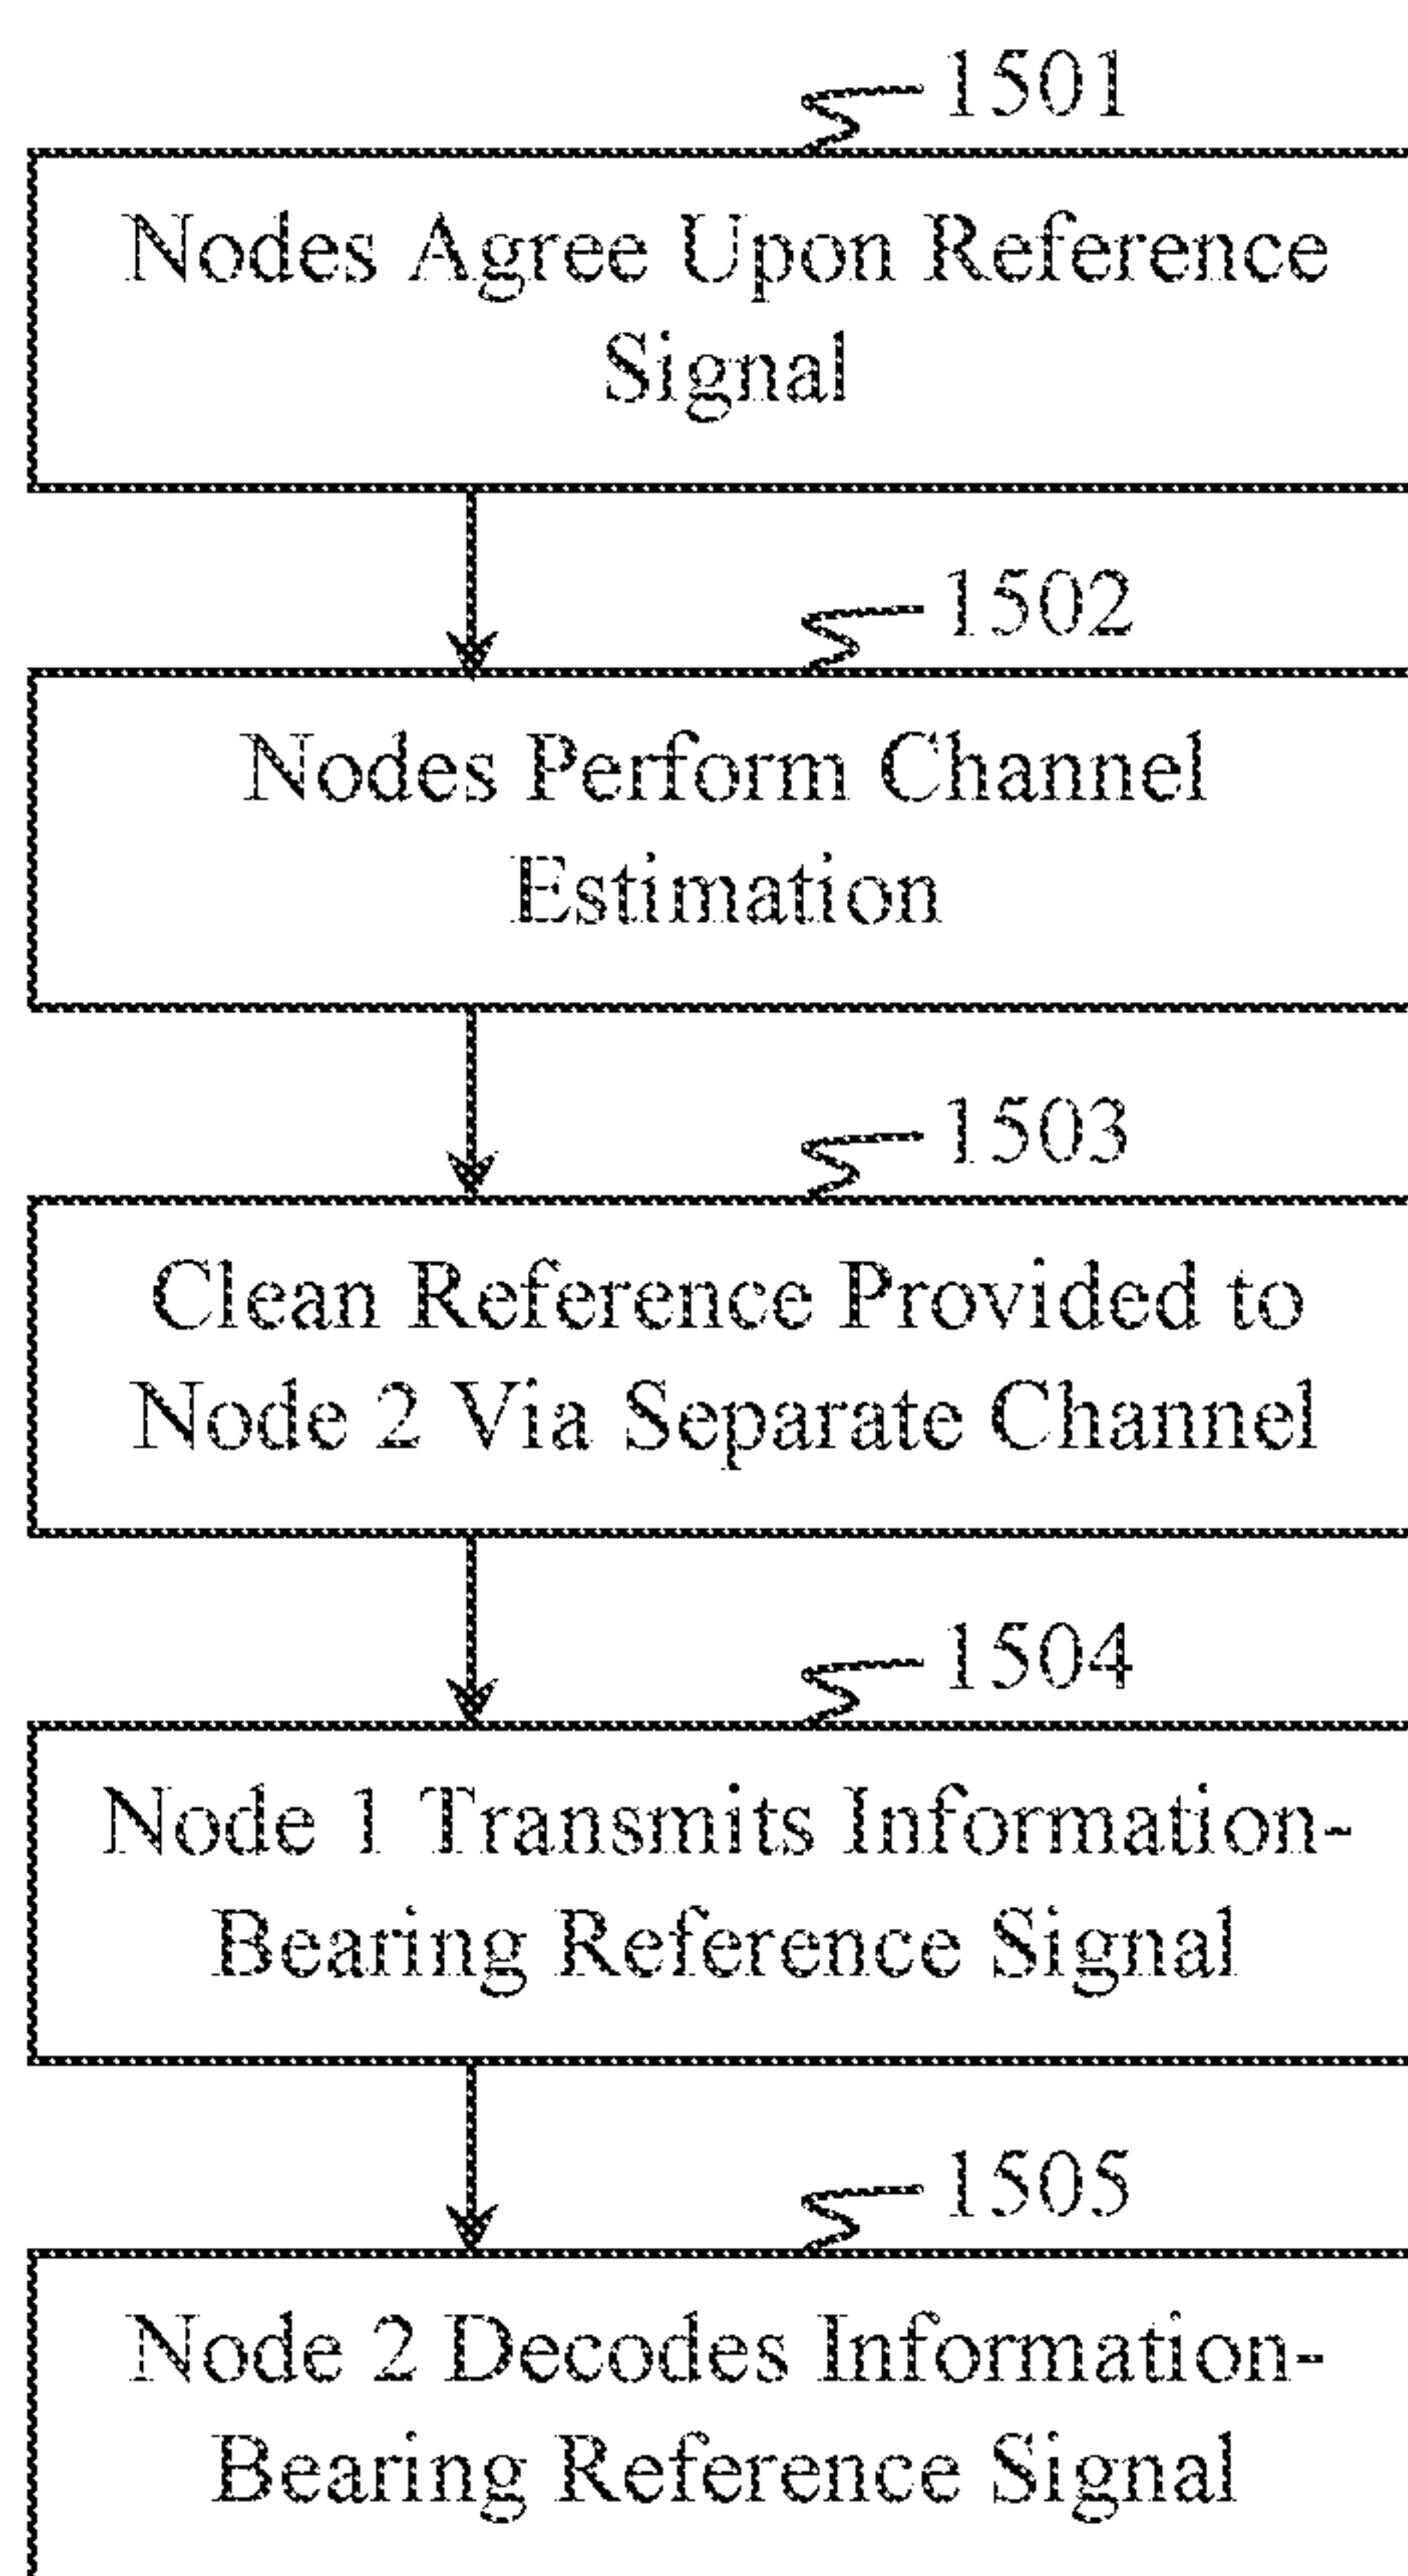 1501
Nodes Agree Upon Reference
Signal
1502
Nodes Perform Channel
Estimation
1503
Clean Reference Provided to
Node 2 Via Separate Channel
1504
Node 1 Transmits Information-
Bearing Reference Signal
1505
Node 2 Decodes Information-
Bearing Reference Signal